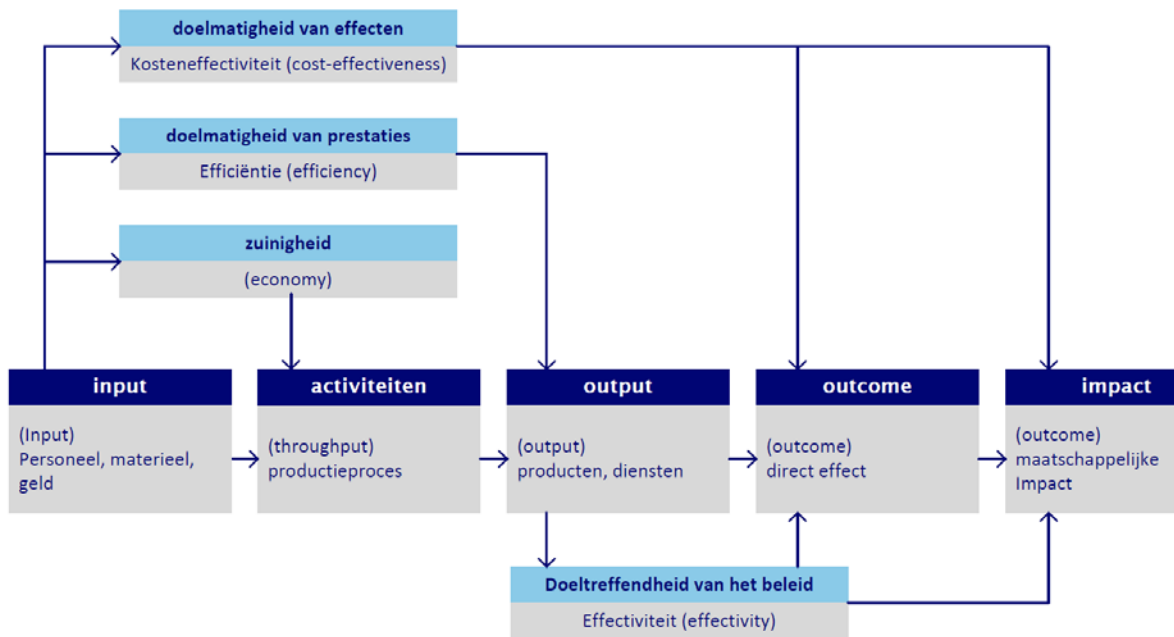 doelmatigheid van effecten
Kosteneffectiviteit (cost-effectiveness)
doelmatigheid van prestaties
Efficiëntie (efficiency)
zuinigheid
(economy)
input
(Input)
Personeel, materieel,
geld
activiteiten
(throughput)
productieproces
output
(output)
producten, diensten
outcome
(outcome)
direct effect
impact
(outcome)
maatschappelijke
Impact
Doeltreffendheid van het beleid
Effectiviteit (effectivity)